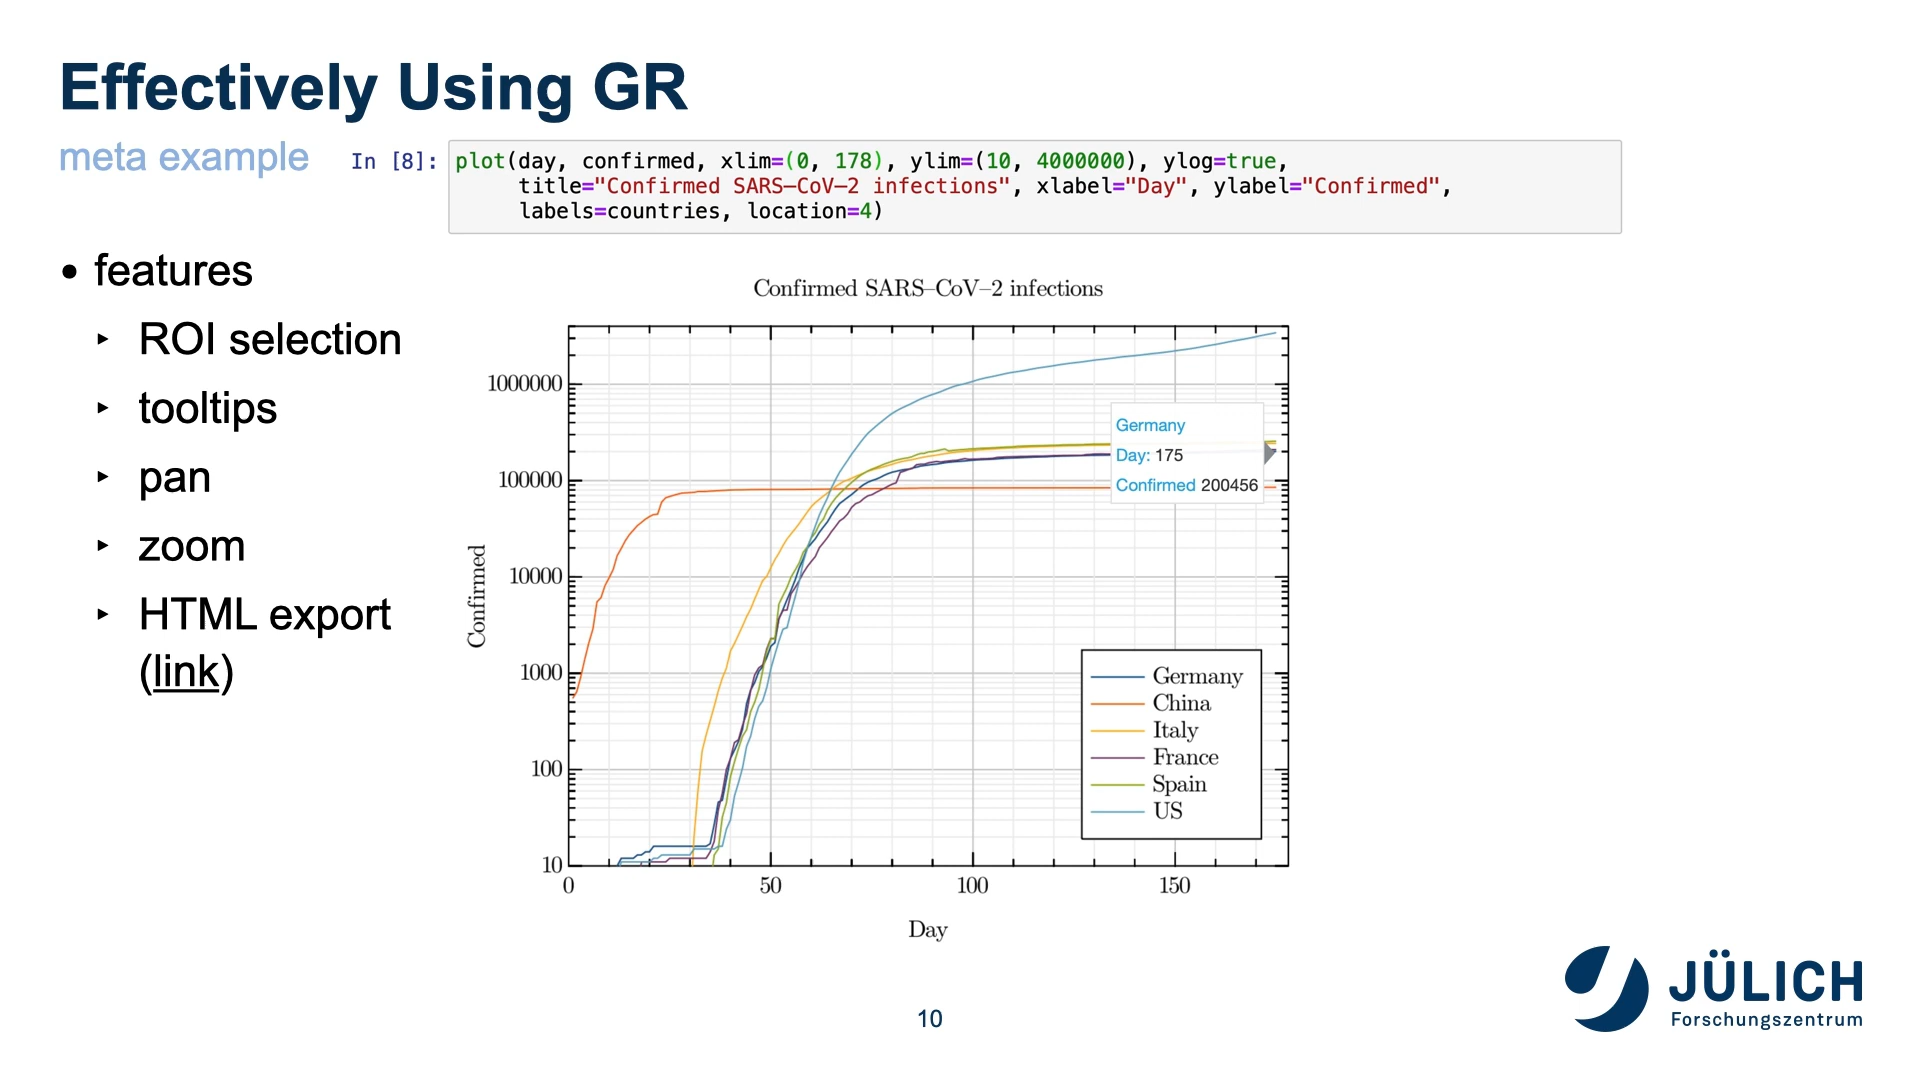 Effectively Using GR
meta example
In [8]:
plot(day, confirmed, xlim=(0, 178), ylim=(10, 4000000), ylog=true,
title="Confirmed SARS–CoV–2 infections", xlabel="Day", ylabel="Confirmed",
labels=countries, location=4)
• features
‣ ROI selection
‣ tooltips
‣ pan
‣ zoom
‣ HTML export
(link)
Confirmed SARS–CoV–2 infections
1000000
100000
10000
1000
100
10
Confirmed
0
50
100
150
Day
Germany
Day: 175
Confirmed 200456
Germany
China
Italy
France
Spain
US
10
JÜLICH
Forschungszentrum